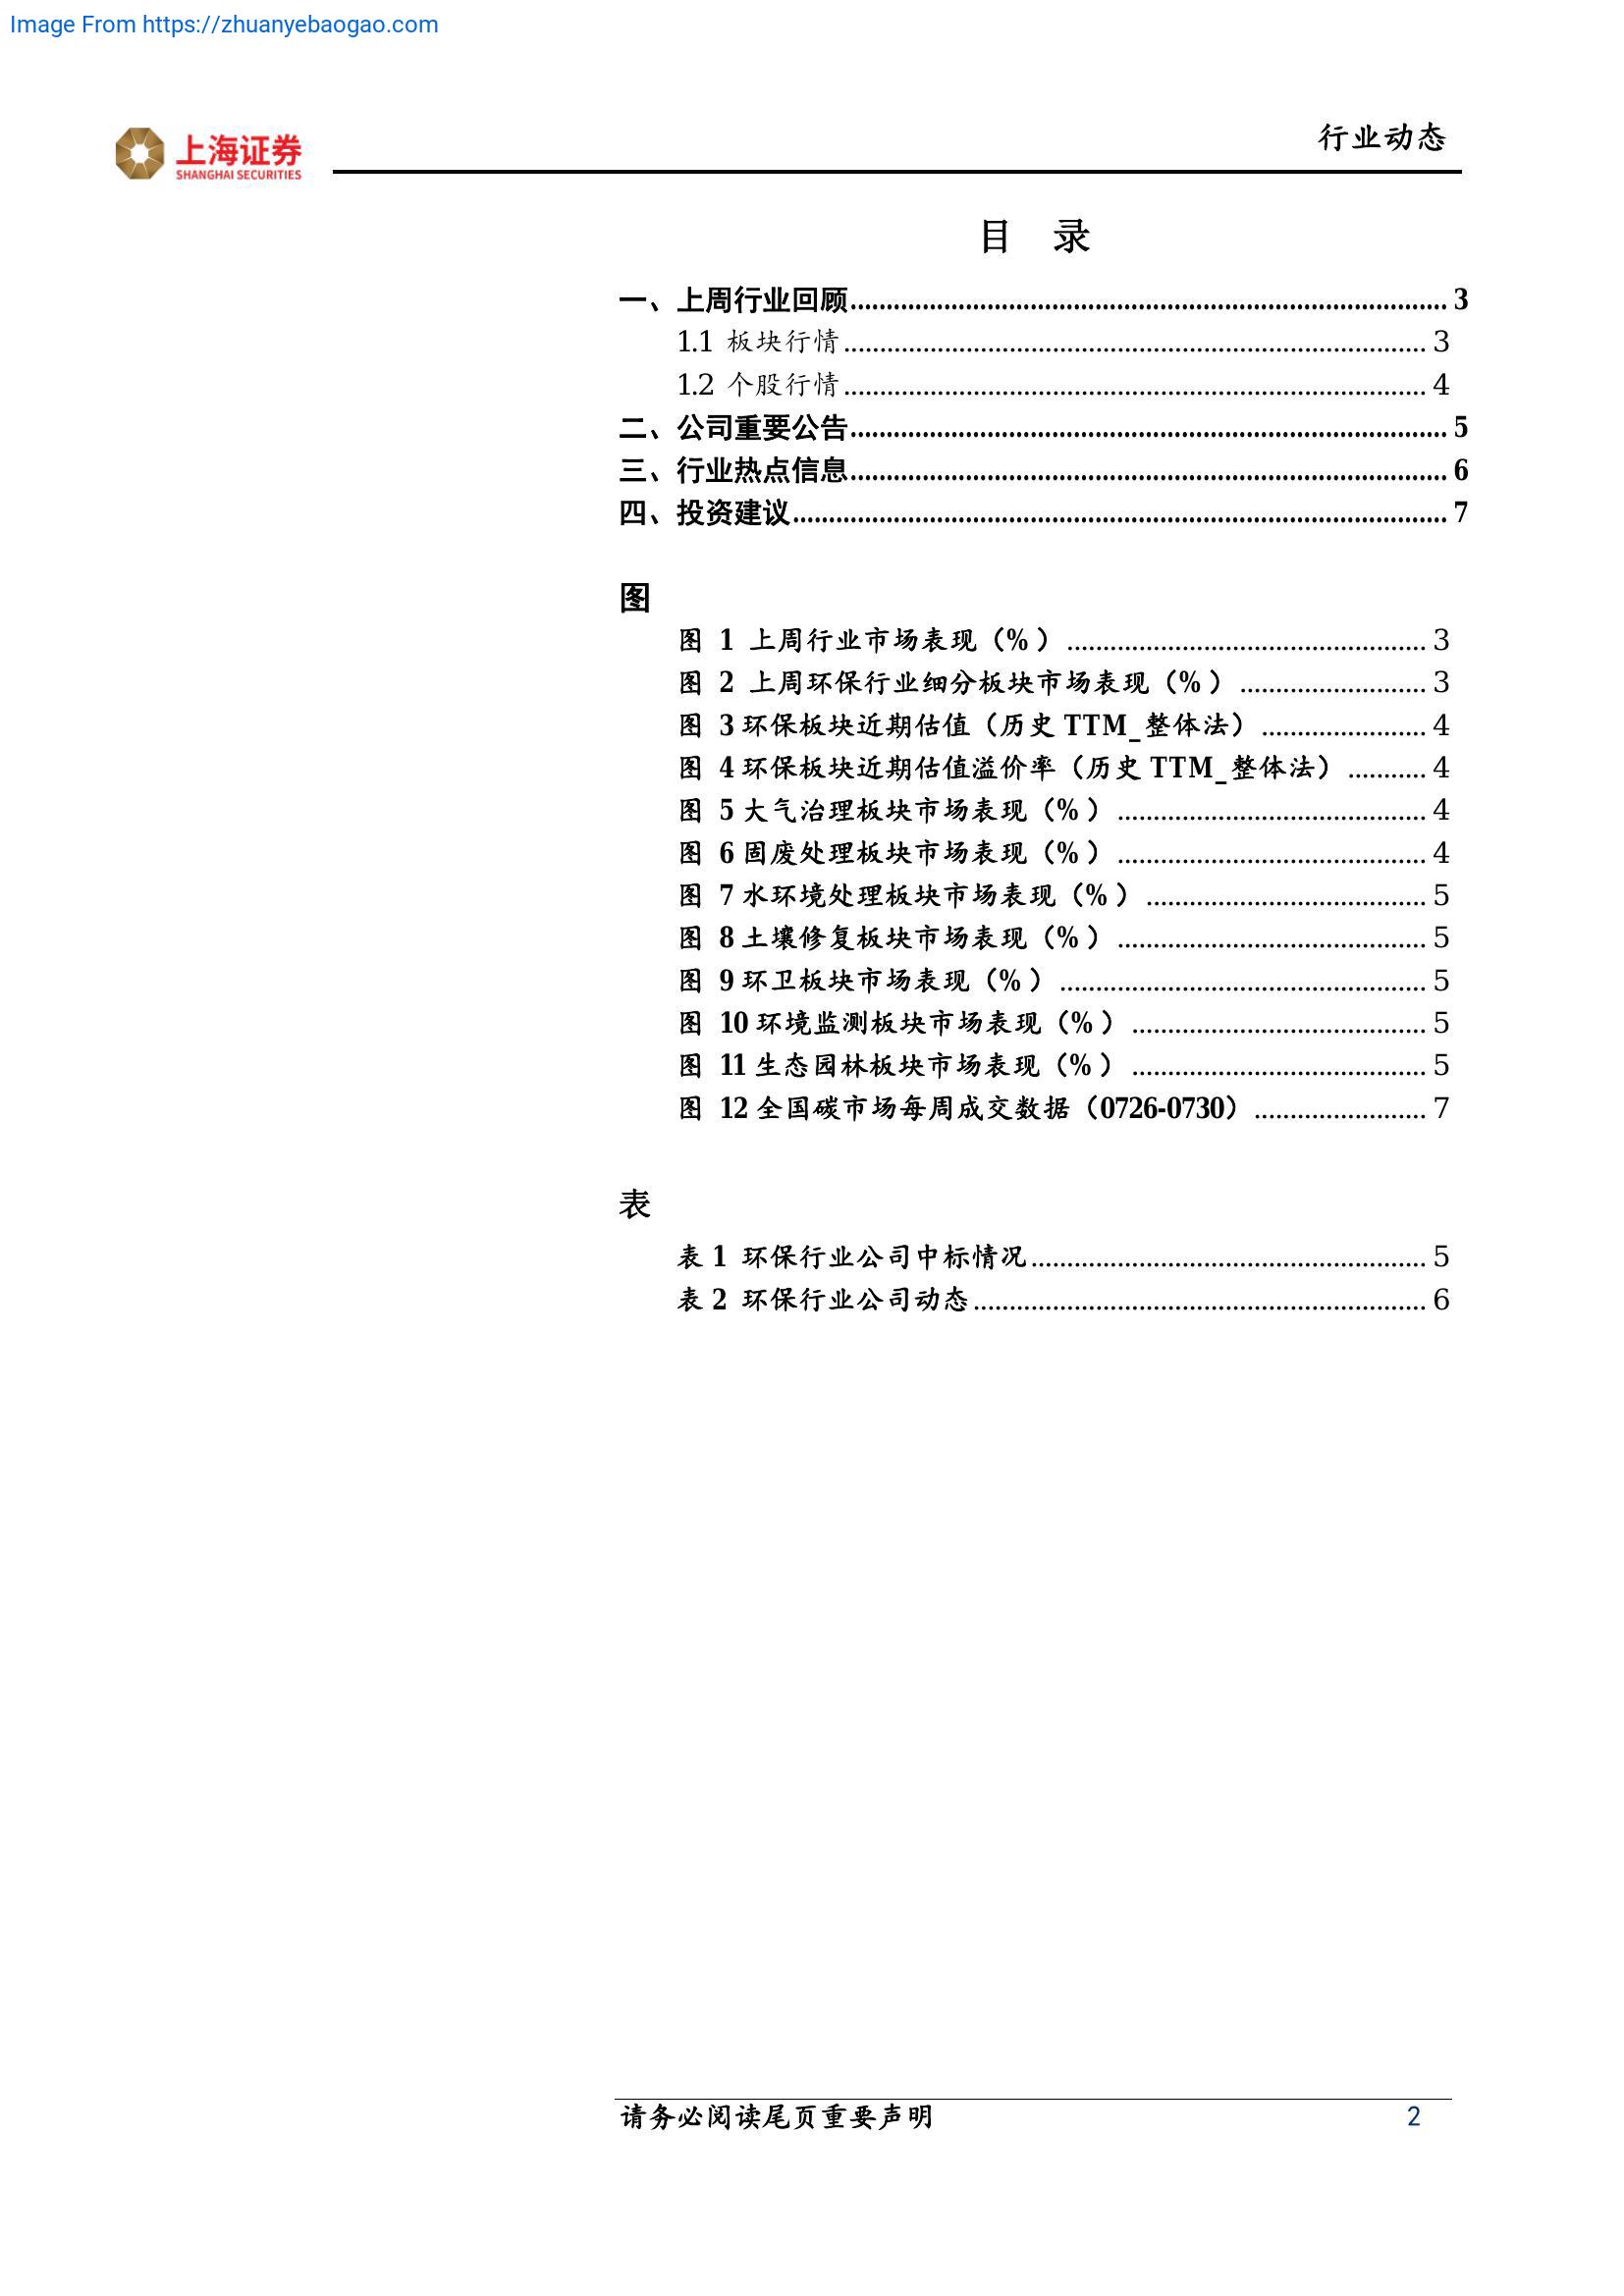 Image From https://zhuanyebaogao.com
上海证券
SHANGHAI SECURITIES
行业动态
目 录
一、上周行业回顾........................................ 3
1.1 板块行情........................................ 3
1.2 个股行情........................................ 4
二、公司重要公告........................................ 5
三、行业热点信息........................................ 6
四、投资建议........................................ 7
图
图 1 上周行业市场表现（%）........................................ 3
图 2 上周环保行业细分板块市场表现（%）.......................... 3
图 3 环保板块近期估值（历史 TTM_整体法）....................... 4
图 4 环保板块近期估值溢价率（历史 TTM_整体法）........... 4
图 5 大气治理板块市场表现（%）........................................ 4
图 6 固废处理板块市场表现（%）........................................ 4
图 7 水环境处理板块市场表现（%）....................................... 5
图 8 土壤修复板块市场表现（%）........................................ 5
图 9 环卫板块市场表现（%）........................................ 5
图 10 环境监测板块市场表现（%）........................................ 5
图 11 生态园林板块市场表现（%）........................................ 5
图 12 全国碳市场每周成交数据（0726-0730）........................ 7
表
表 1 环保行业公司中标情况........................................ 5
表 2 环保行业公司动态........................................ 6
请务必阅读尾页重要声明 2